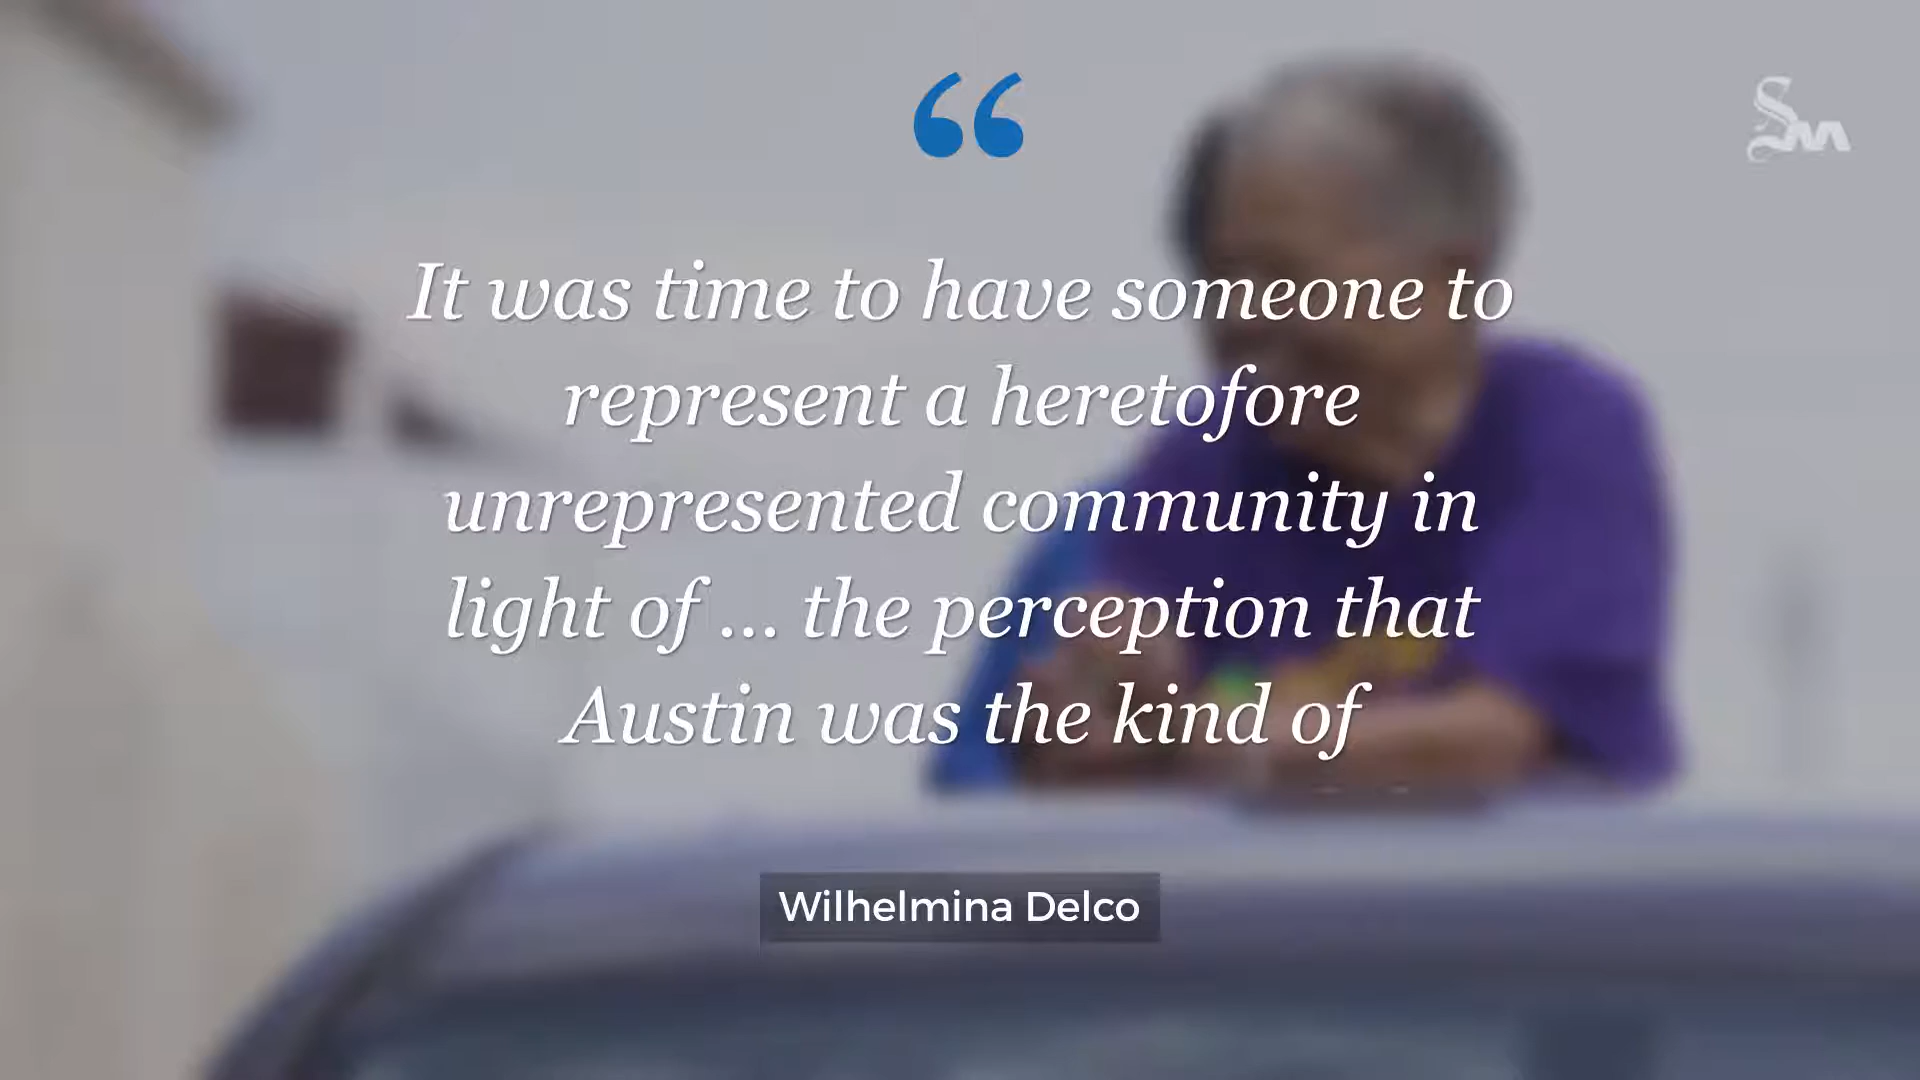 “
It was time to have someone to
represent a heretofore
unrepresented community in
light of ... the perception that
Austin was the kind of
Wilhelmina Delco
Sm